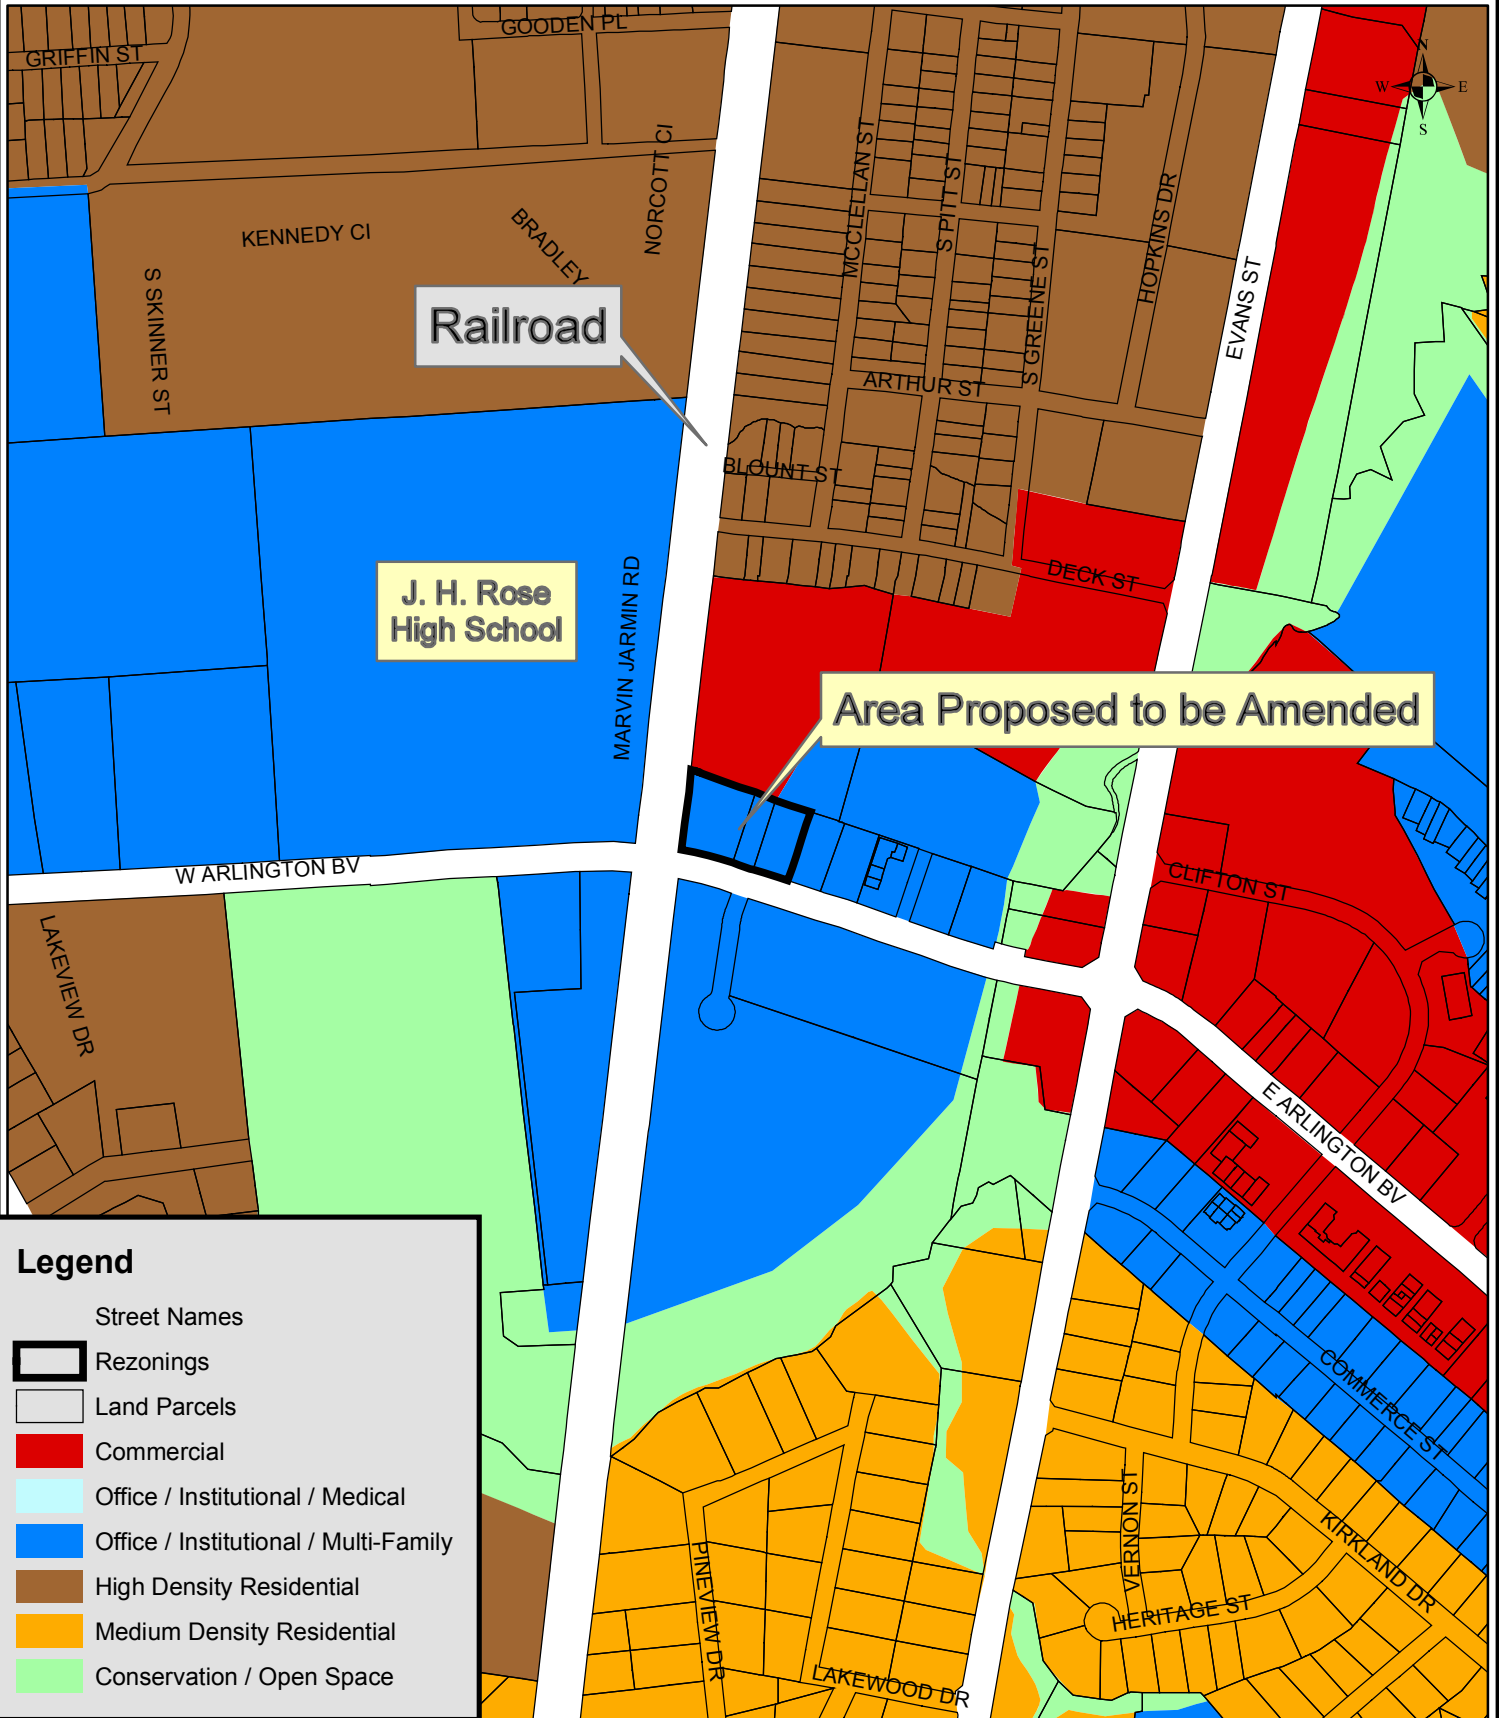 GOODEN PL
GRIFFIN ST
N
W
E
S
MCCLELLAN ST
S PITT ST
NORCOTT CI
HOPKINS DR
KENNEDY CI
BRADLEY
S SKINNER ST
S GREENE ST
EVANS ST
Railroad
ARTHUR ST
BLOUNT ST
DECK ST
J. H. Rose
High School
MARVIN JARMIN RD
Area Proposed to be Amended
W ARLINGTON BV
CLIFTON ST
LAKEVIEW DR
E ARLINGTON BV
COMMERCE ST
VERNON ST
KIRKLAND DR
PINEVIEW DR
HERITAGE ST
LAKEWOOD DR
Legend
Street Names
Rezonings
Land Parcels
Commercial
Office / Institutional / Medical
Office / Institutional / Multi-Family
High Density Residential
Medium Density Residential
Conservation / Open Space